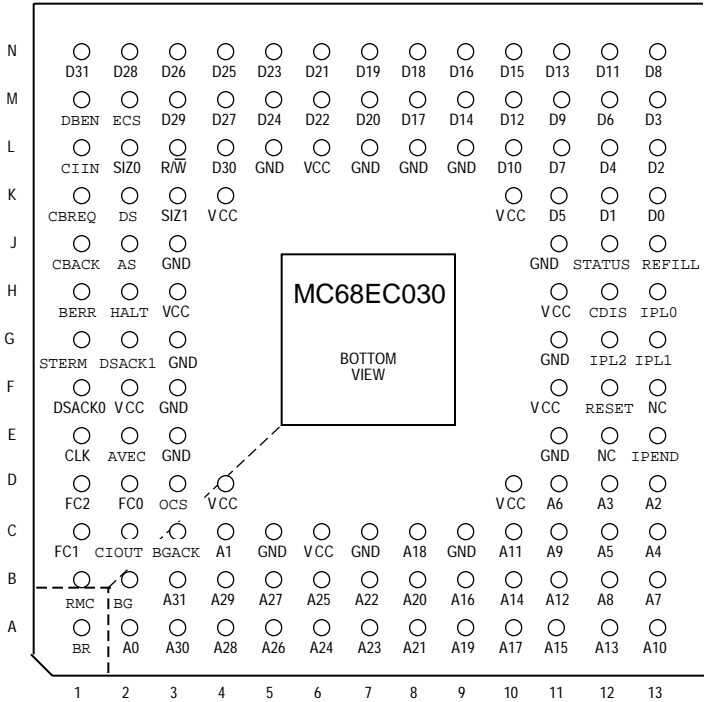 N
D31 D28 D26 D25 D23 D21 D19 D18 D16 D15 D13 D11 D8
M
DBEN ECS D29 D27 D24 D22 D20 D17 D14 D12 D9 D6 D3
L
CIIN SIZ0 R/W̅ D30 GND VCC GND GND GND D10 D7 D4 D2
K
CBREQ DS SIZ1 VCC VCC D5 D1 D0
J
CBACK AS GND GND STATUS REFILL
H
BERR HALT VCC MC68EC030 VCC CDIS IPL0
G
STERM DSACK1 GND BOTTOM VIEW GND IPL2 IPL1
F
DSACK0 VCC GND VCC RESET NC
E
CLK AVEC GND GND NC IPEND
D
FC2 FC0 OCS VCC VCC A6 A3 A2
C
FC1 CIOUT BGACK A1 GND VCC GND A18 GND A11 A9 A5 A4
B
RMC BG A31 A29 A27 A25 A22 A20 A16 A14 A12 A8 A7
A
BR A0 A30 A28 A26 A24 A23 A21 A19 A17 A15 A13 A10
1 2 3 4 5 6 7 8 9 10 11 12 13